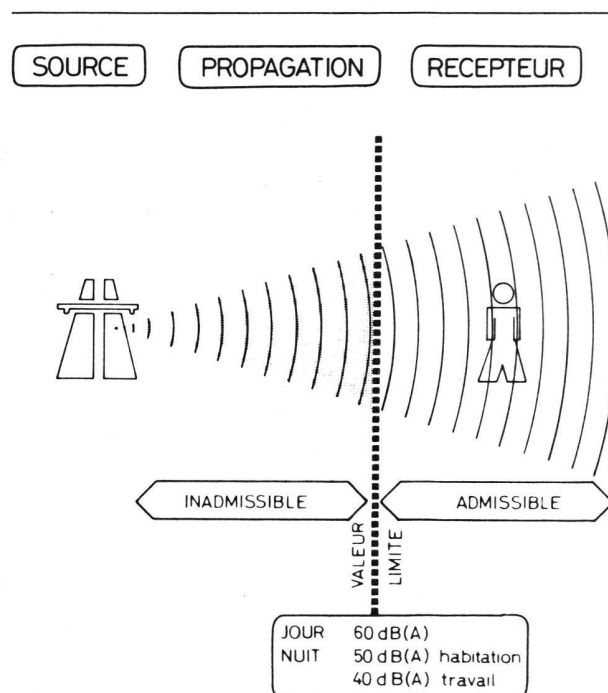 SOURCE PROPAGATION RECEPTEUR
INADMISSIBLE ADMISSIBLE
VALEUR
LIMITE
JOUR 60 dB(A)
NUIT 50 dB(A) habitation
40 dB(A) travail